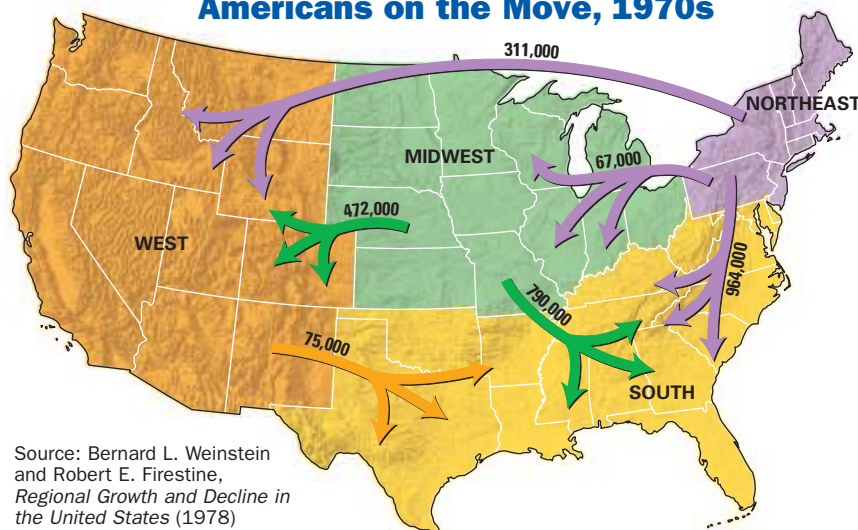 Americans on the Move, 1970s
311,000
NORTHEAST
MIDWEST
67,000
472,000
WEST
964,000
790,000
75,000
SOUTH
Source: Bernard L. Weinstein
and Robert E. Firestine,
Regional Growth and Decline in
the United States (1978)